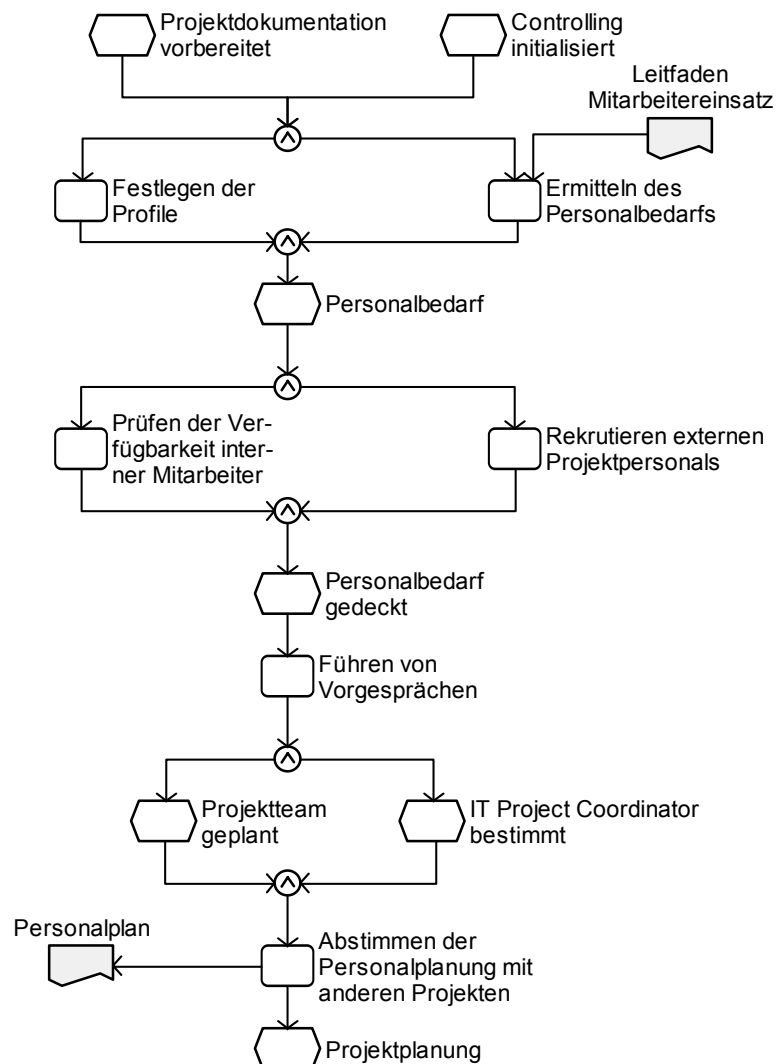 Projektdokumentation
vorbereitet
Controlling
initialisiert
Leitfaden
Mitarbeitereinsatz
Festlegen der
Profile
Ermitteln des
Personalbedarfs
Personalbedarf
Prüfen der Ver-
fügbarkeit inter-
ner Mitarbeiter
Rekrutieren externen
Projektpersonals
Personalbedarf
gedeckt
Führen von
Vorgesprächen
Projektteam
geplant
IT Project Coordinator
bestimmt
Personalplan
Abstimmen der
Personalplanung mit
anderen Projekten
Projektplanung